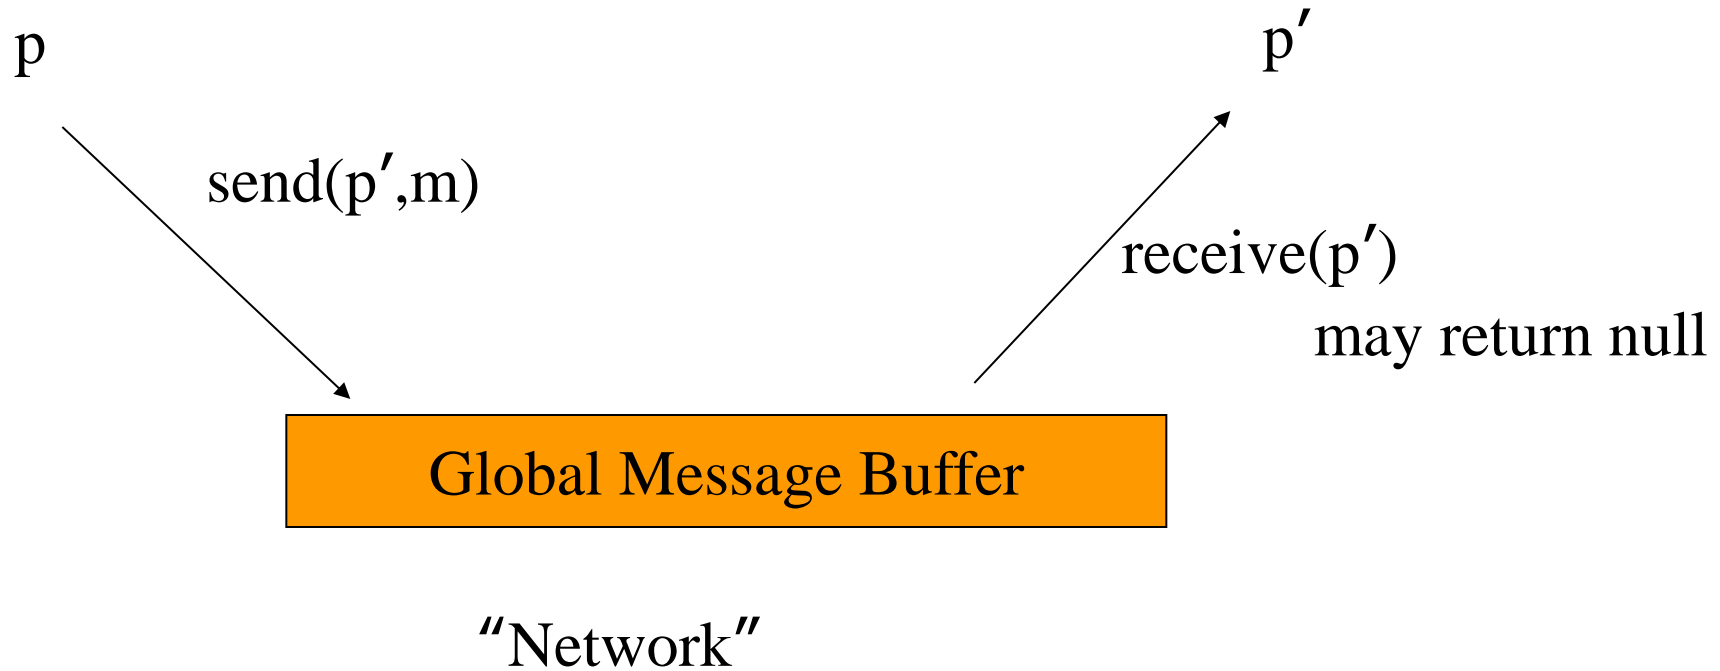 p
p′
send(p′,m)
receive(p′)
may return null
Global Message Buffer
“Network”